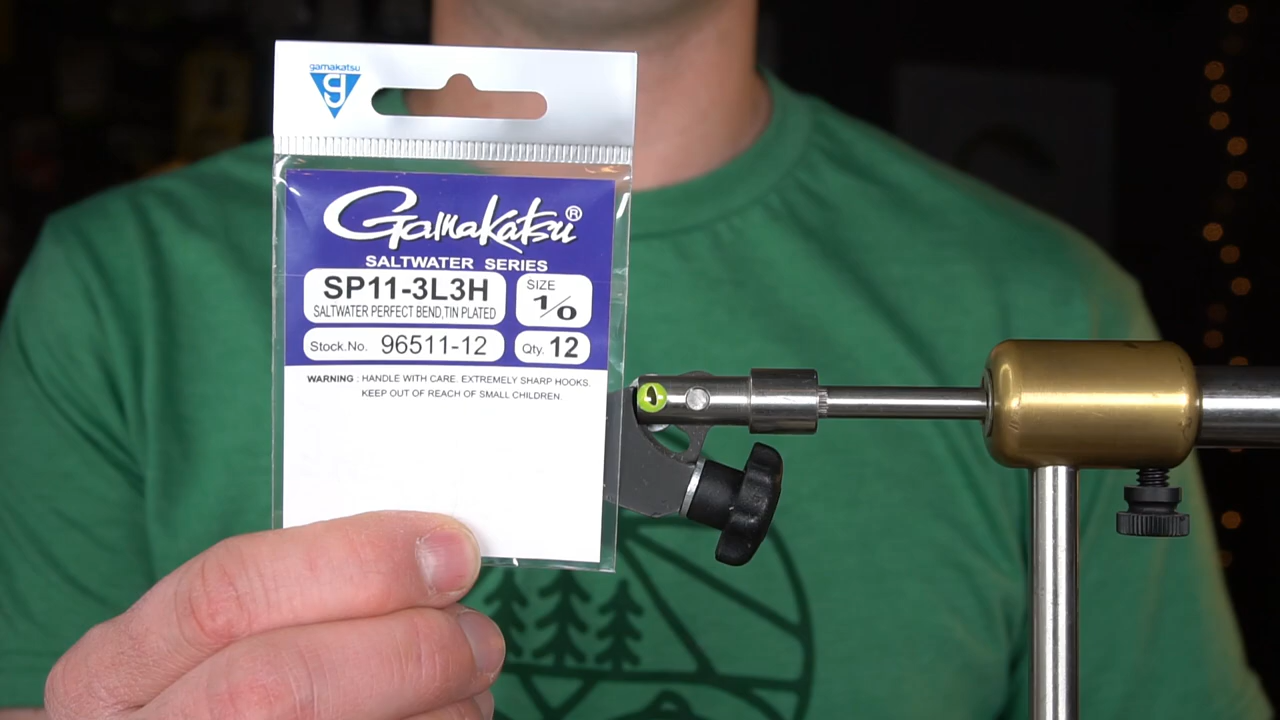 gamakatsu
g
Gamakatsu®
SALTWATER SERIES
SP11-3L3H
SALTWATER PERFECT BEND,TIN PLATED
SIZE
1/0
Stock.No. 96511-12
Qty. 12
WARNING : HANDLE WITH CARE. EXTREMELY SHARP HOOKS.
KEEP OUT OF REACH OF SMALL CHILDREN.